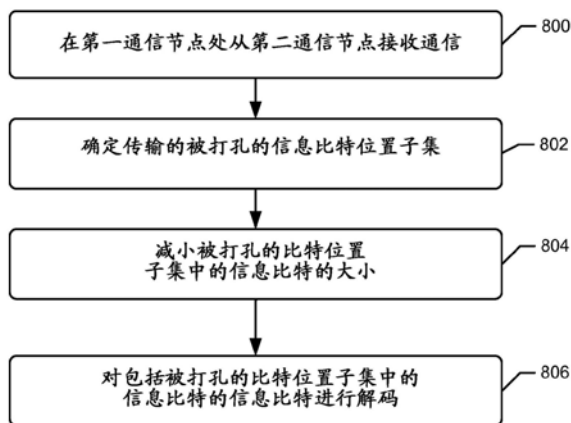 在第一通信节点处从第二通信节点接收通信
800
确定传输的被打孔的信息比特位置子集
802
减小被打孔的比特位置
子集中的信息比特的大小
804
对包括被打孔的比特位置子集中的
信息比特的信息比特进行解码
806